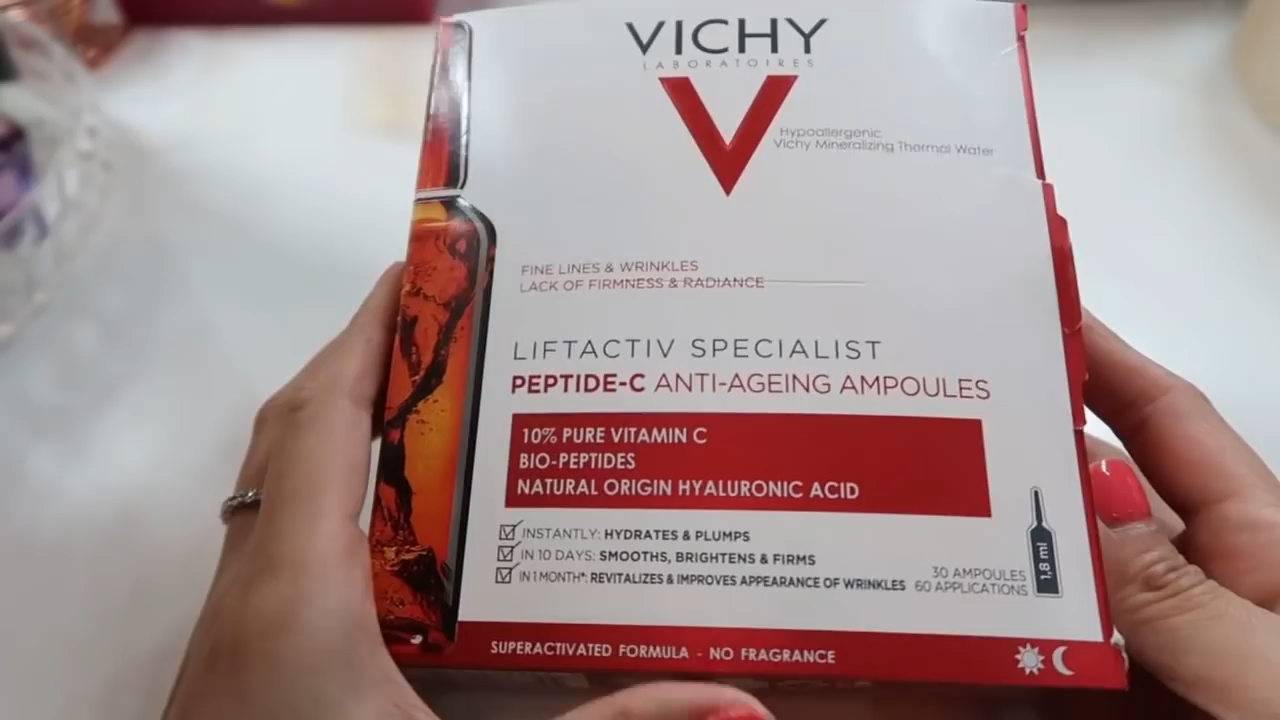 VICHY
LABORATOIRES
Hypoallergenic
Vichy Mineralizing Thermal Water
FINE LINES & WRINKLES
LACK OF FIRMNESS & RADIANCE
LIFTACTIV SPECIALIST
PEPTIDE-C ANTI-AGEING AMPOULES
10% PURE VITAMIN C
BIO-PEPTIDES
NATURAL ORIGIN HYALURONIC ACID
INSTANTLY: HYDRATES & PLUMPS
IN 10 DAYS: SMOOTHS, BRIGHTENS & FIRMS
IN 1 MONTH*: REVITALIZES & IMPROVES APPEARANCE OF WRINKLES
30 AMPOULES
60 APPLICATIONS
1,8 ml
SUPERACTIVATED FORMULA - NO FRAGRANCE